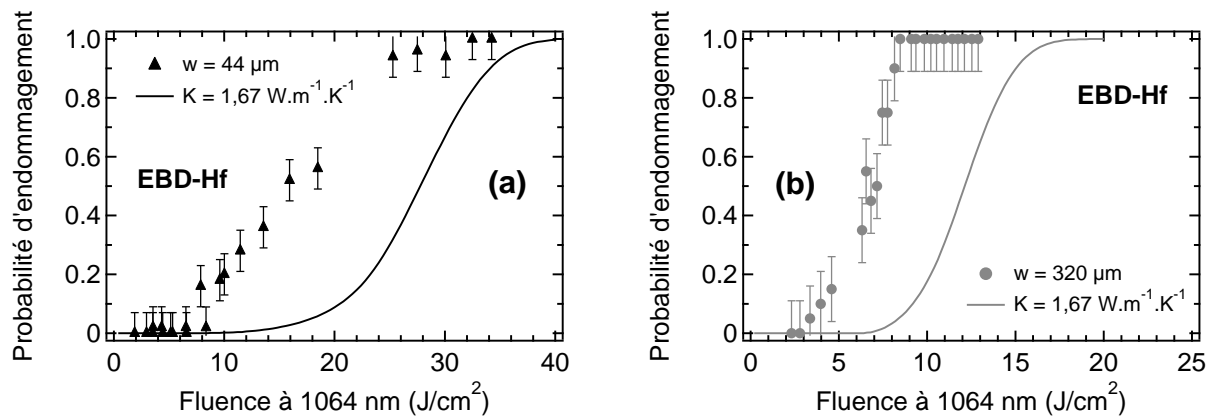 Probabilité d'endommagement
1.0
0.8
0.6
0.4
0.2
0
w = 44 µm
K = 1,67 W.m⁻¹.K⁻¹
EBD-Hf
(a)
0
10
20
30
40
Fluence à 1064 nm (J/cm²)
Probabilité d'endommagement
1.0
0.8
0.6
0.4
0.2
0
EBD-Hf
(b)
w = 320 µm
K = 1,67 W.m⁻¹.K⁻¹
0
5
10
15
20
25
Fluence à 1064 nm (J/cm²)